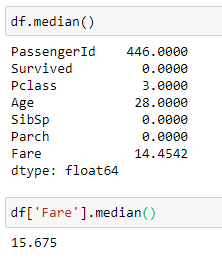 df.median()
PassengerId    446.0000
Survived         0.0000
Pclass           3.0000
Age             28.0000
SibSp            0.0000
Parch            0.0000
Fare            14.4542
dtype: float64
df['Fare'].median()
15.675